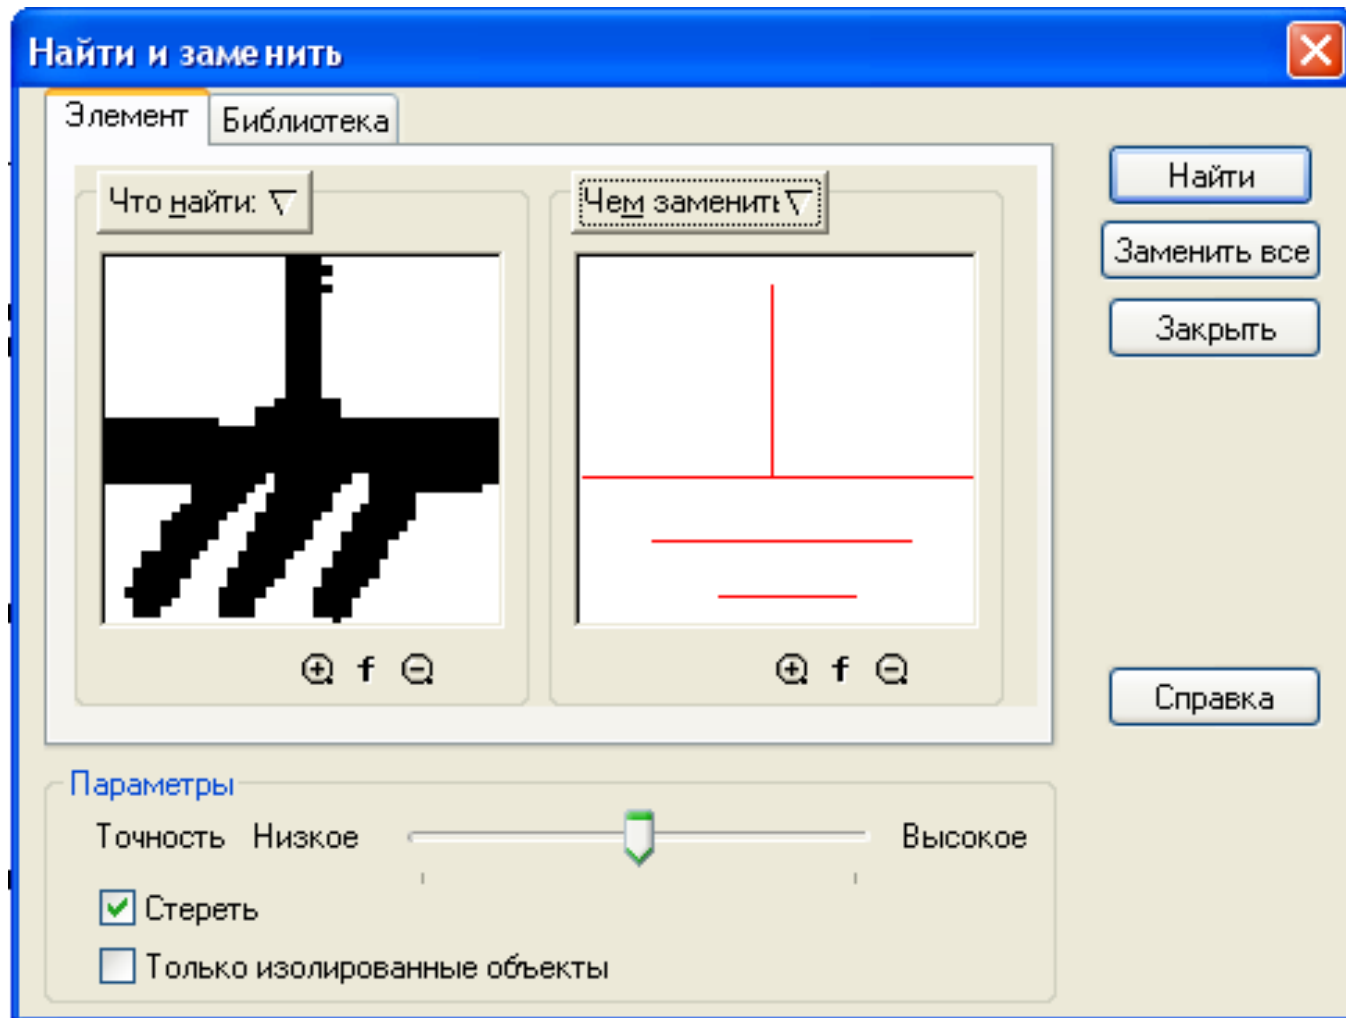 Найти и заменить
Элемент
Библиотека
Что найти:
Чем заменить
Найти
Заменить все
Закрыть
f
f
Справка
Параметры
Точность Низкое Высокое
Стереть
Только изолированные объекты